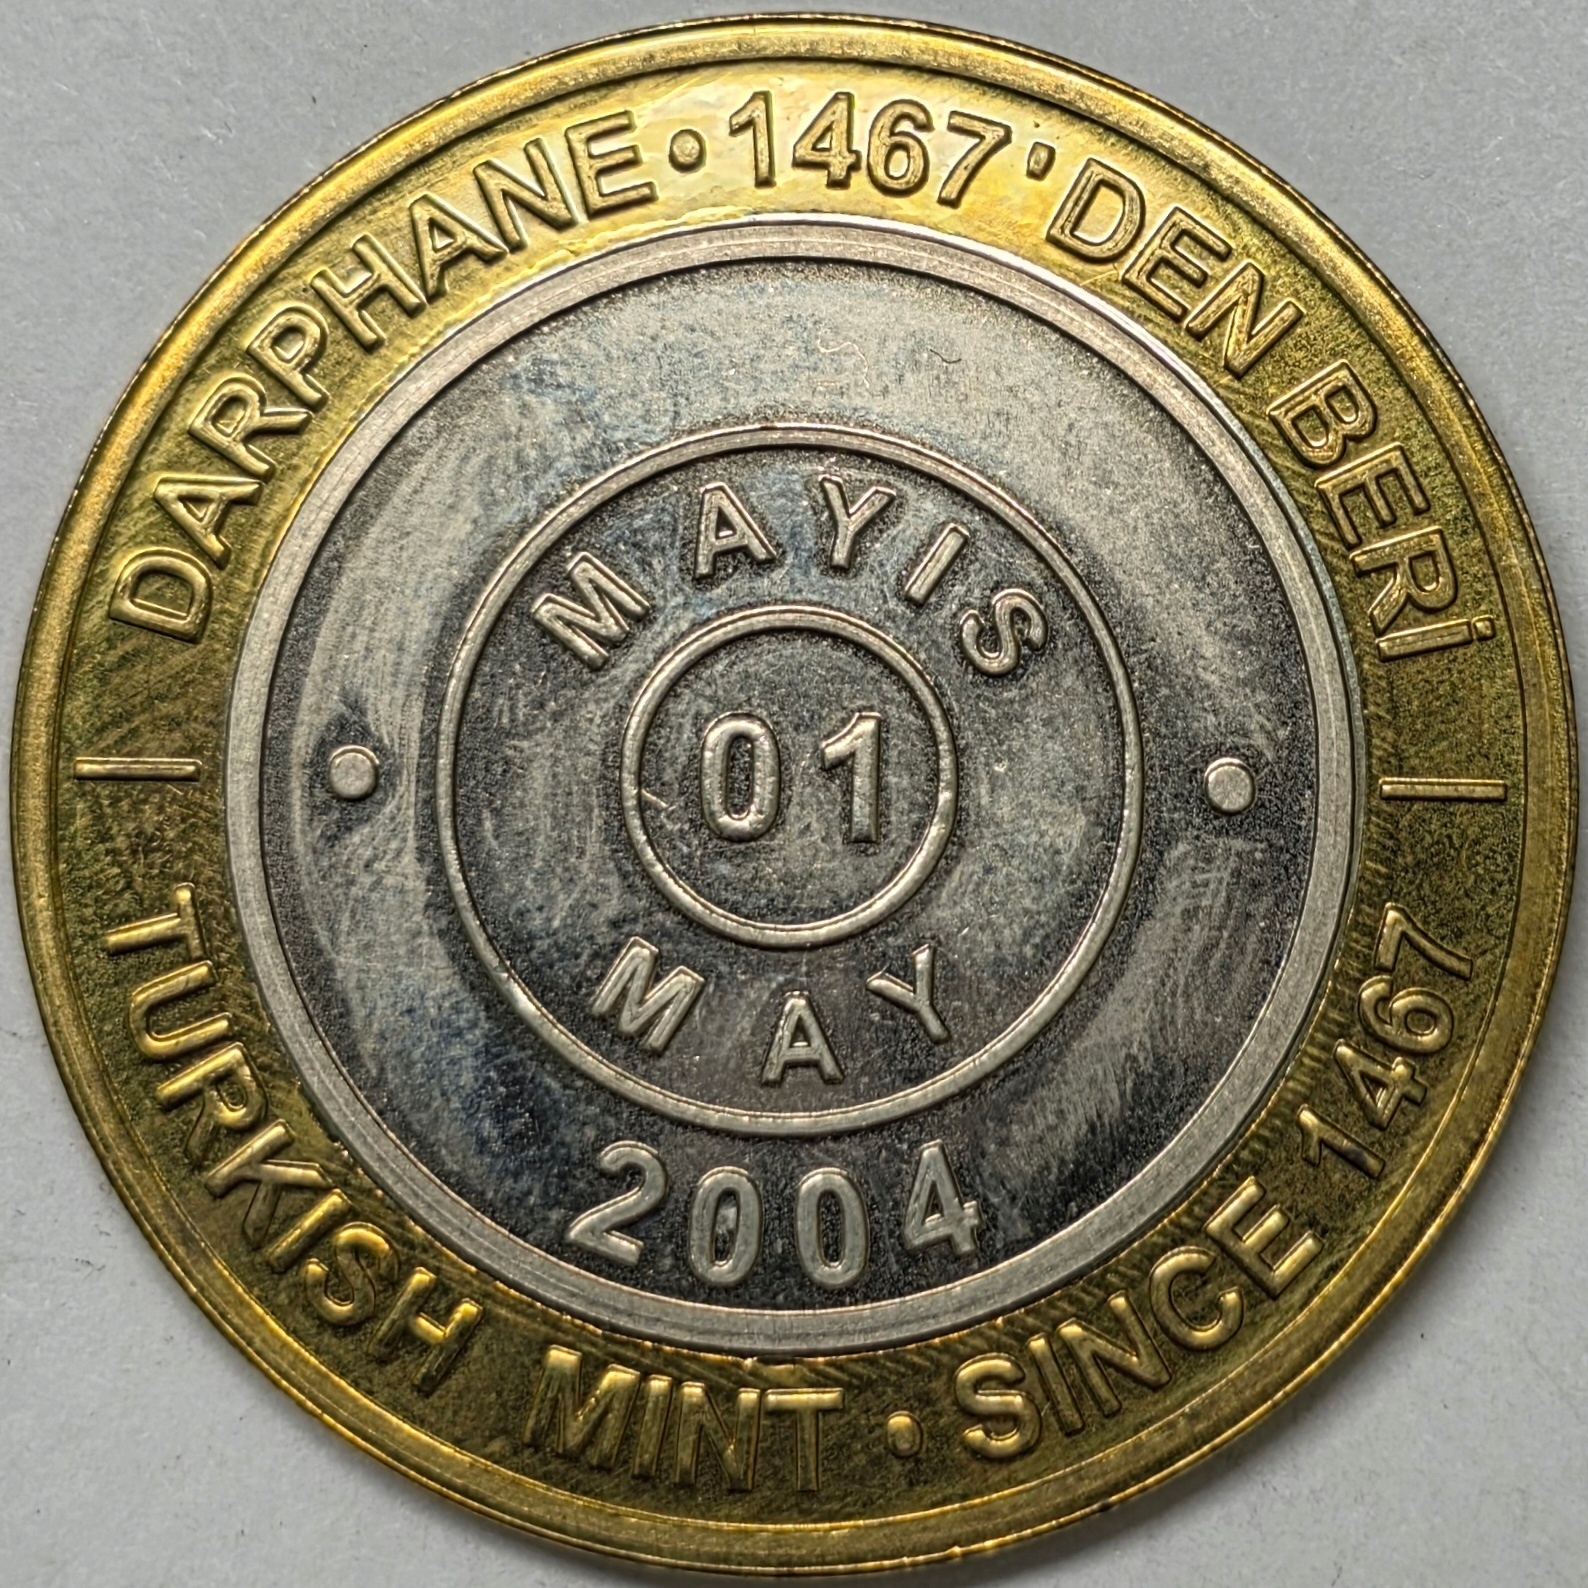 DARPHANE • 1467'DEN BERİ
MAYIS
01
MAY
2004
TURKISH MINT • SINCE 1467